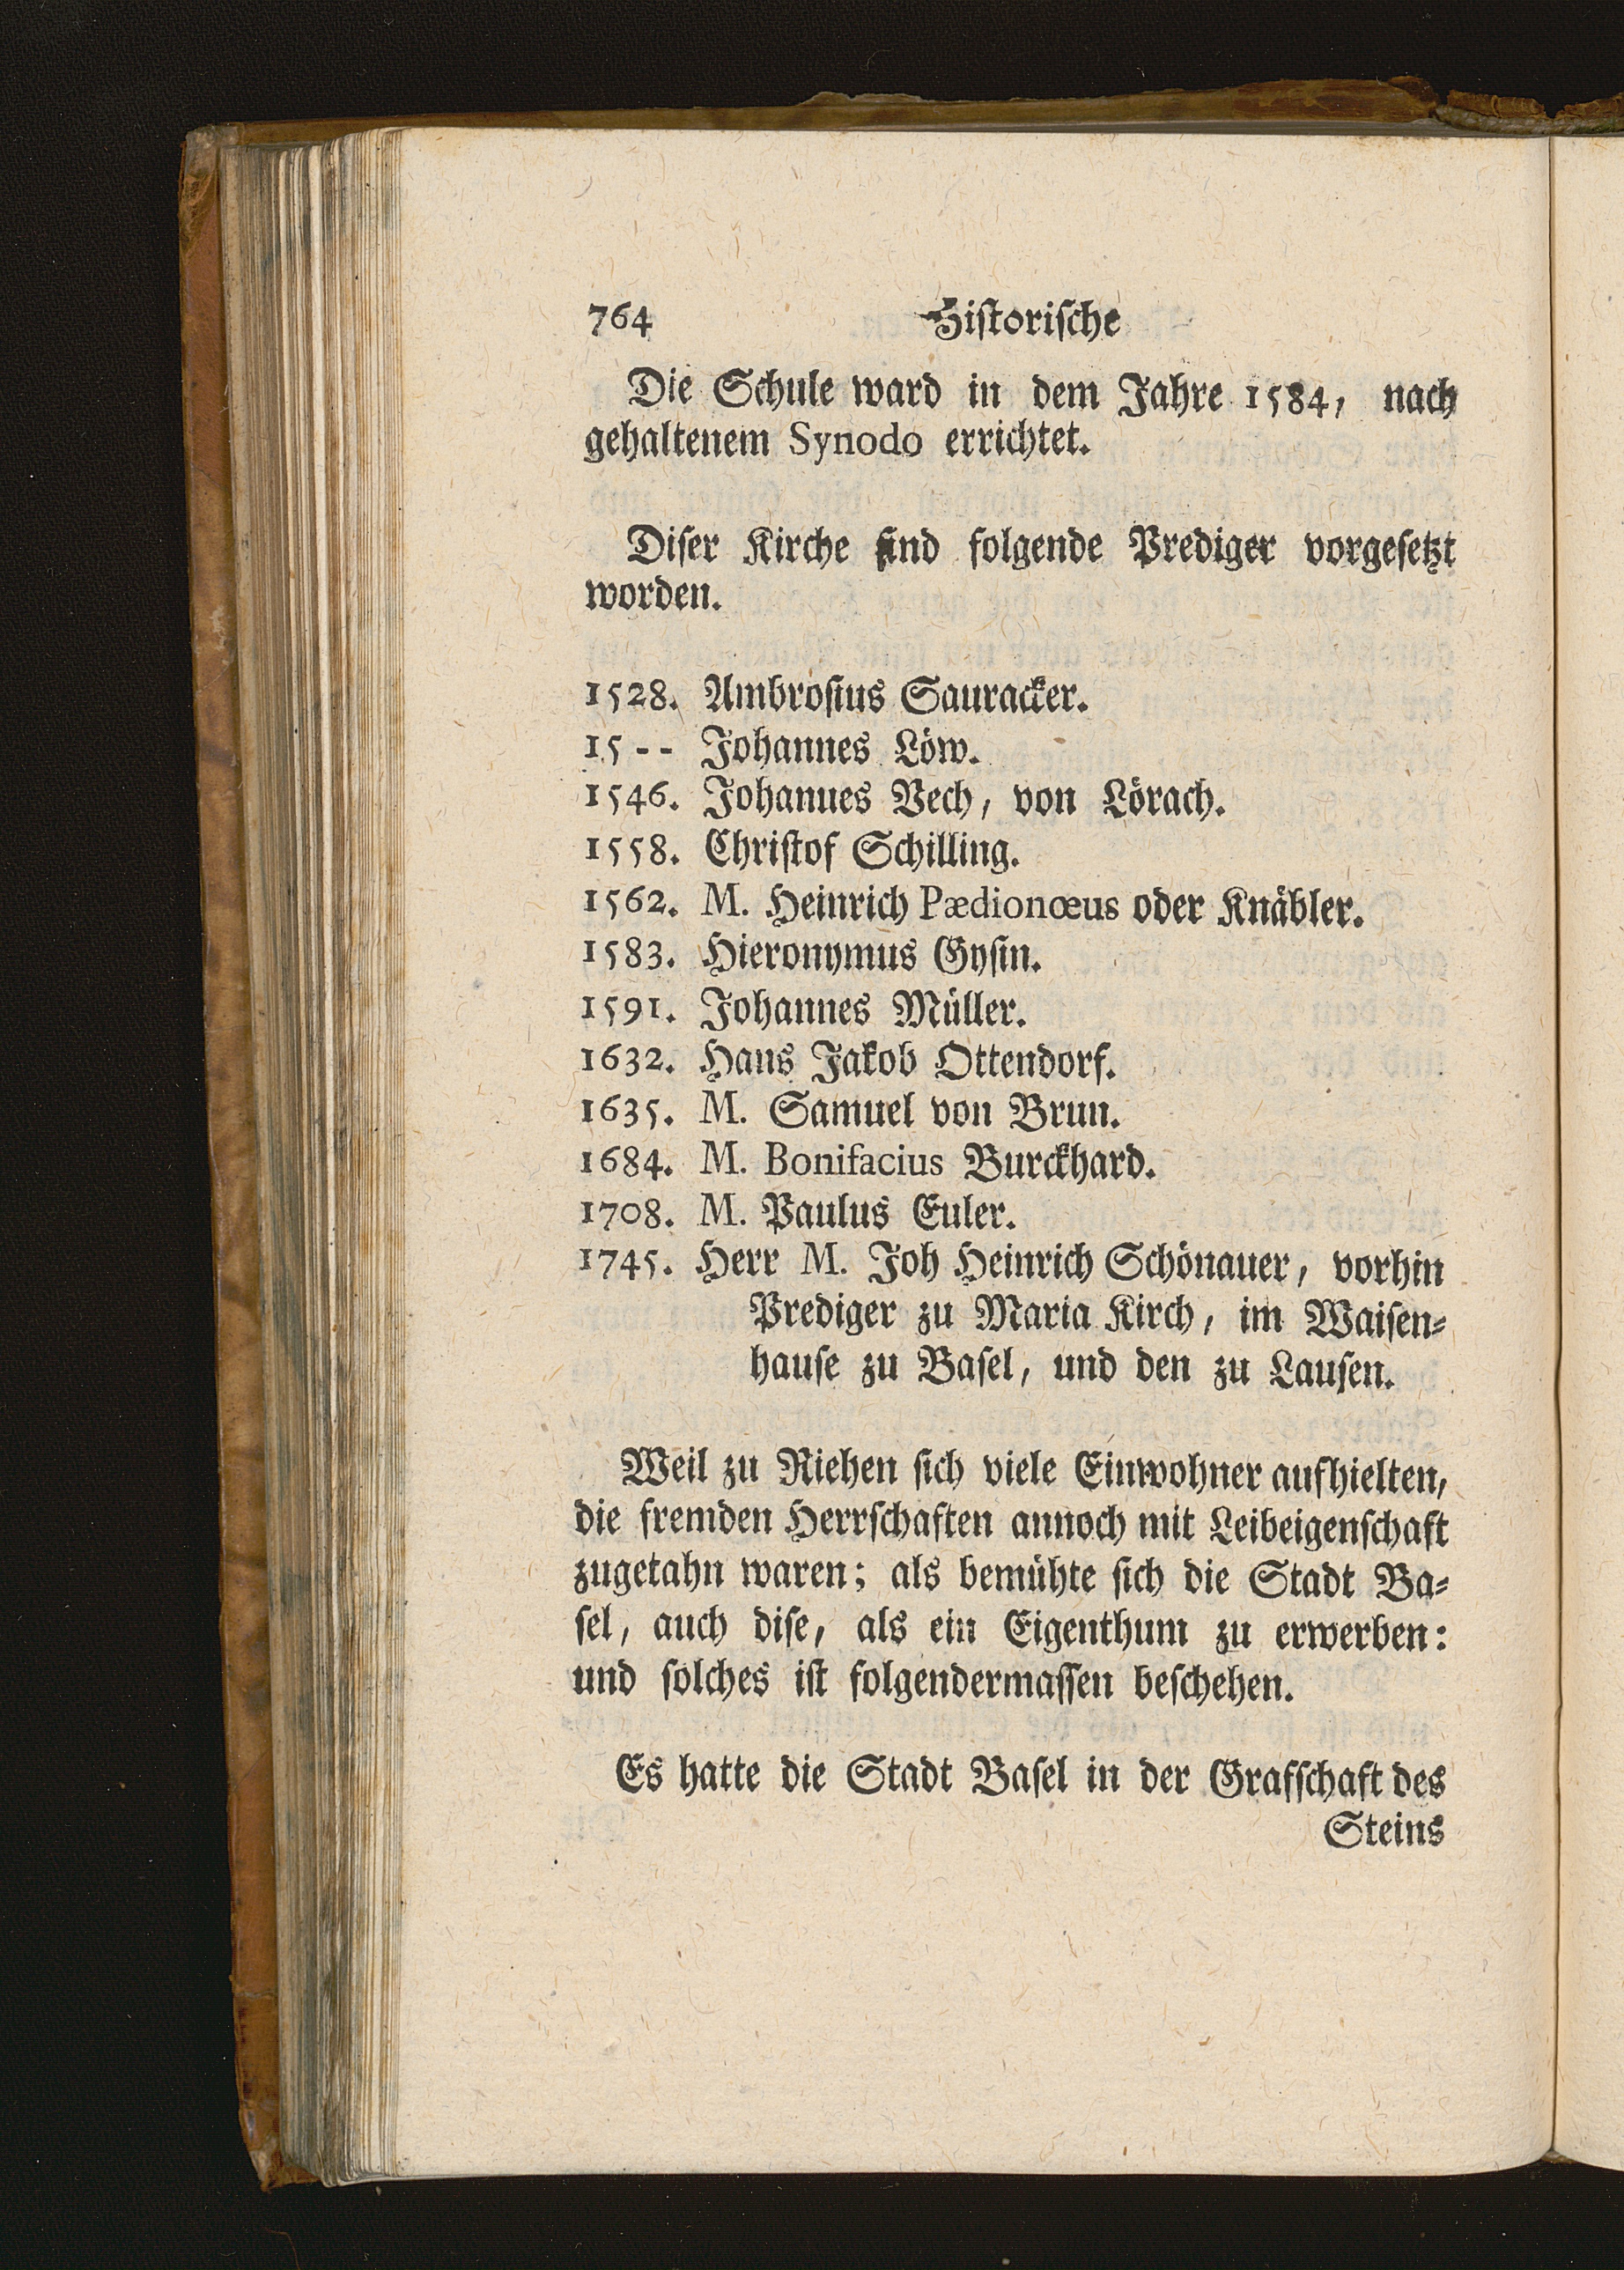 764 Historische
Die Schule ward in dem Jahre 1584, nach
gehaltenem Synodo errichtet.
Diser Kirche sind folgende Prediger vorgesetzt
worden.
1528. Ambrosius Sauracker.
15-- Johannes Löw.
1546. Johanues Vech, von Lörach.
1558. Christof Schilling.
1562. M. Heinrich Pædionœus oder Knäbler.
1583. Hieronymus Gysin.
1591. Johannes Müller.
1632. Hans Jakob Ottendorf.
1635. M. Samuel von Brun.
1684. M. Bonifacius Burckhard.
1708. M. Paulus Euler.
1745. Herr M. Joh Heinrich Schönauer, vorhin
Prediger zu Maria Kirch, im Waisen-
hause zu Basel, und den zu Lausen.
Weil zu Riehen sich viele Einwohner aufhielten,
die fremden Herrschaften annoch mit Leibeigenschaft
zugetahn waren; als bemühte sich die Stadt Ba-
sel, auch dise, als ein Eigenthum zu erwerben:
und solches ist folgendermassen beschehen.
Es hatte die Stadt Basel in der Grafschaft des
Steins